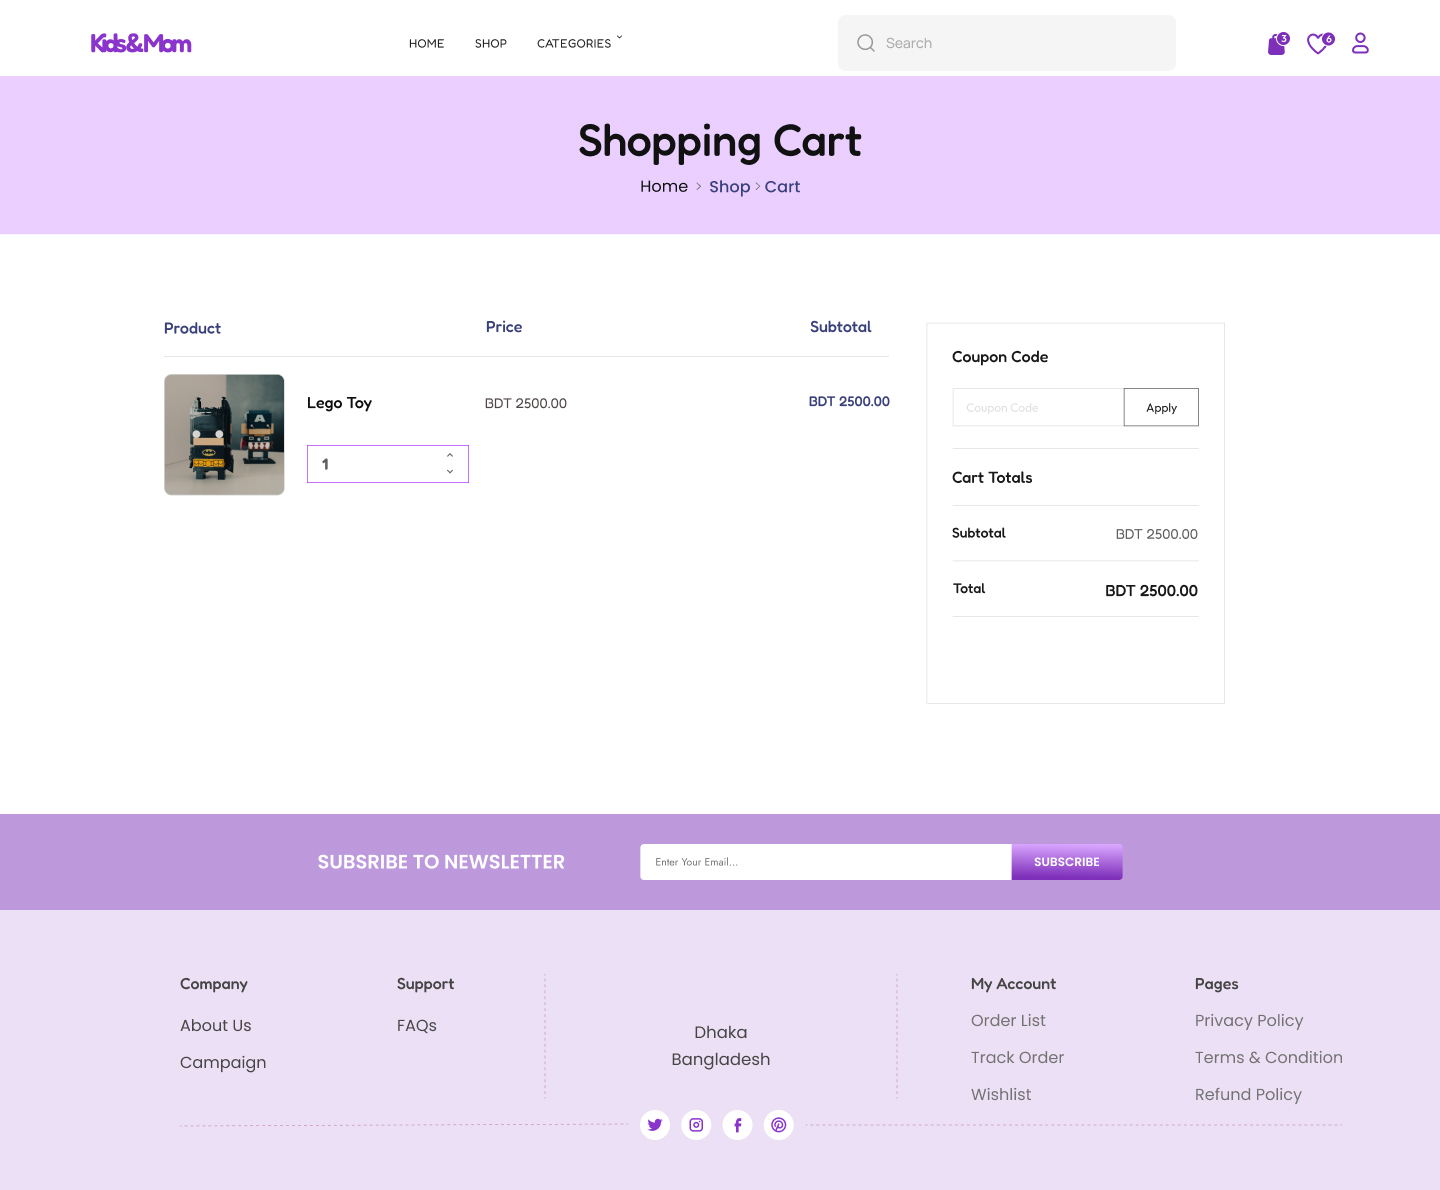 Kids&Mom
HOME SHOP CATEGORIES
Search
3
6
Shopping Cart
Home > Shop > Cart
Product Price Subtotal
Lego Toy BDT 2500.00 BDT 2500.00
1
Coupon Code
Coupon Code Apply
Cart Totals
Subtotal BDT 2500.00
Total BDT 2500.00
SUBSRIBE TO NEWSLETTER
Enter Your Email... SUBSCRIBE
Company
About Us
Campaign
Support
FAQs
Dhaka
Bangladesh
My Account
Order List
Track Order
Wishlist
Pages
Privacy Policy
Terms & Condition
Refund Policy